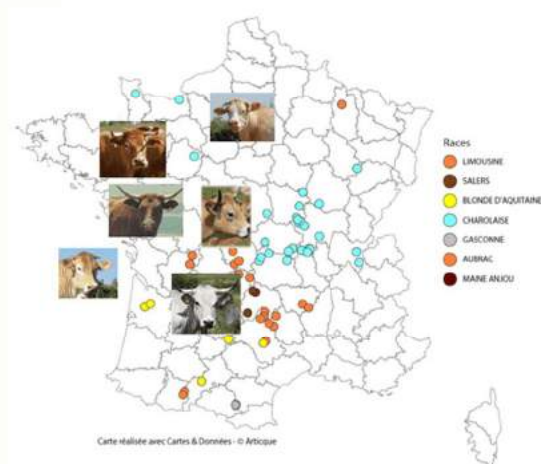 Races
LIMOUSINE
SALERS
BLONDE D'AQUITAINE
CHAROLAISE
GASCONNE
AUBRAC
MAINE ANJOU
Carte réalisée avec Cartes & Données - © Articque